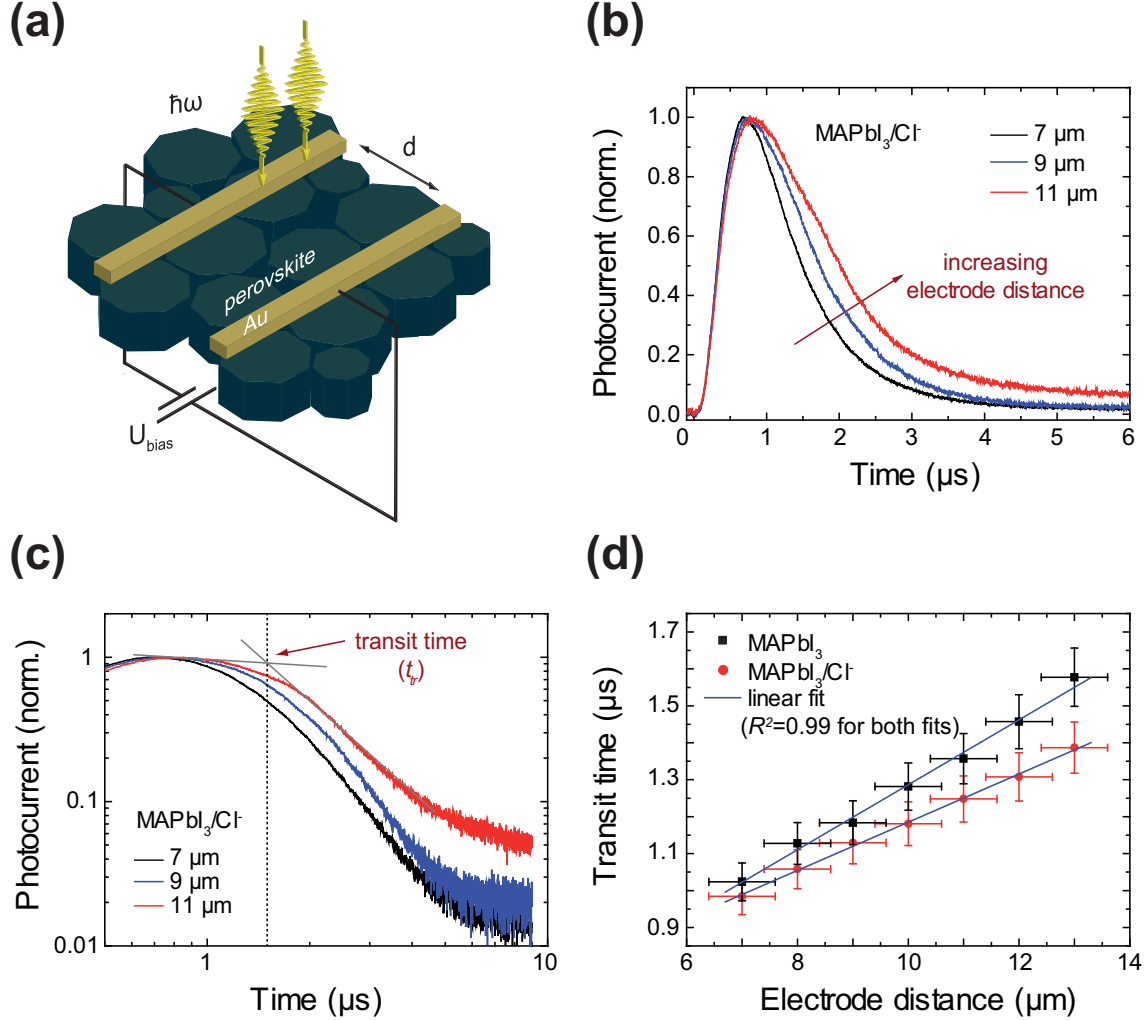 (a)
ħω
d
perovskite
Au
U_bias
(b)
MAPbI₃/Cl⁻
7 µm
9 µm
11 µm
increasing
electrode distance
Photocurrent (norm.)
1.0
0.8
0.6
0.4
0.2
0.0
0 1 2 3 4 5 6
Time (µs)
(c)
transit time
(t_tr)
MAPbI₃/Cl⁻
7 µm
9 µm
11 µm
Photocurrent (norm.)
1
0.1
0.01
1 10
Time (µs)
(d)
MAPbI₃
MAPbI₃/Cl⁻
linear fit
(R²=0.99 for both fits)
Transit time (µs)
1.7
1.5
1.3
1.1
0.9
6 8 10 12 14
Electrode distance (µm)